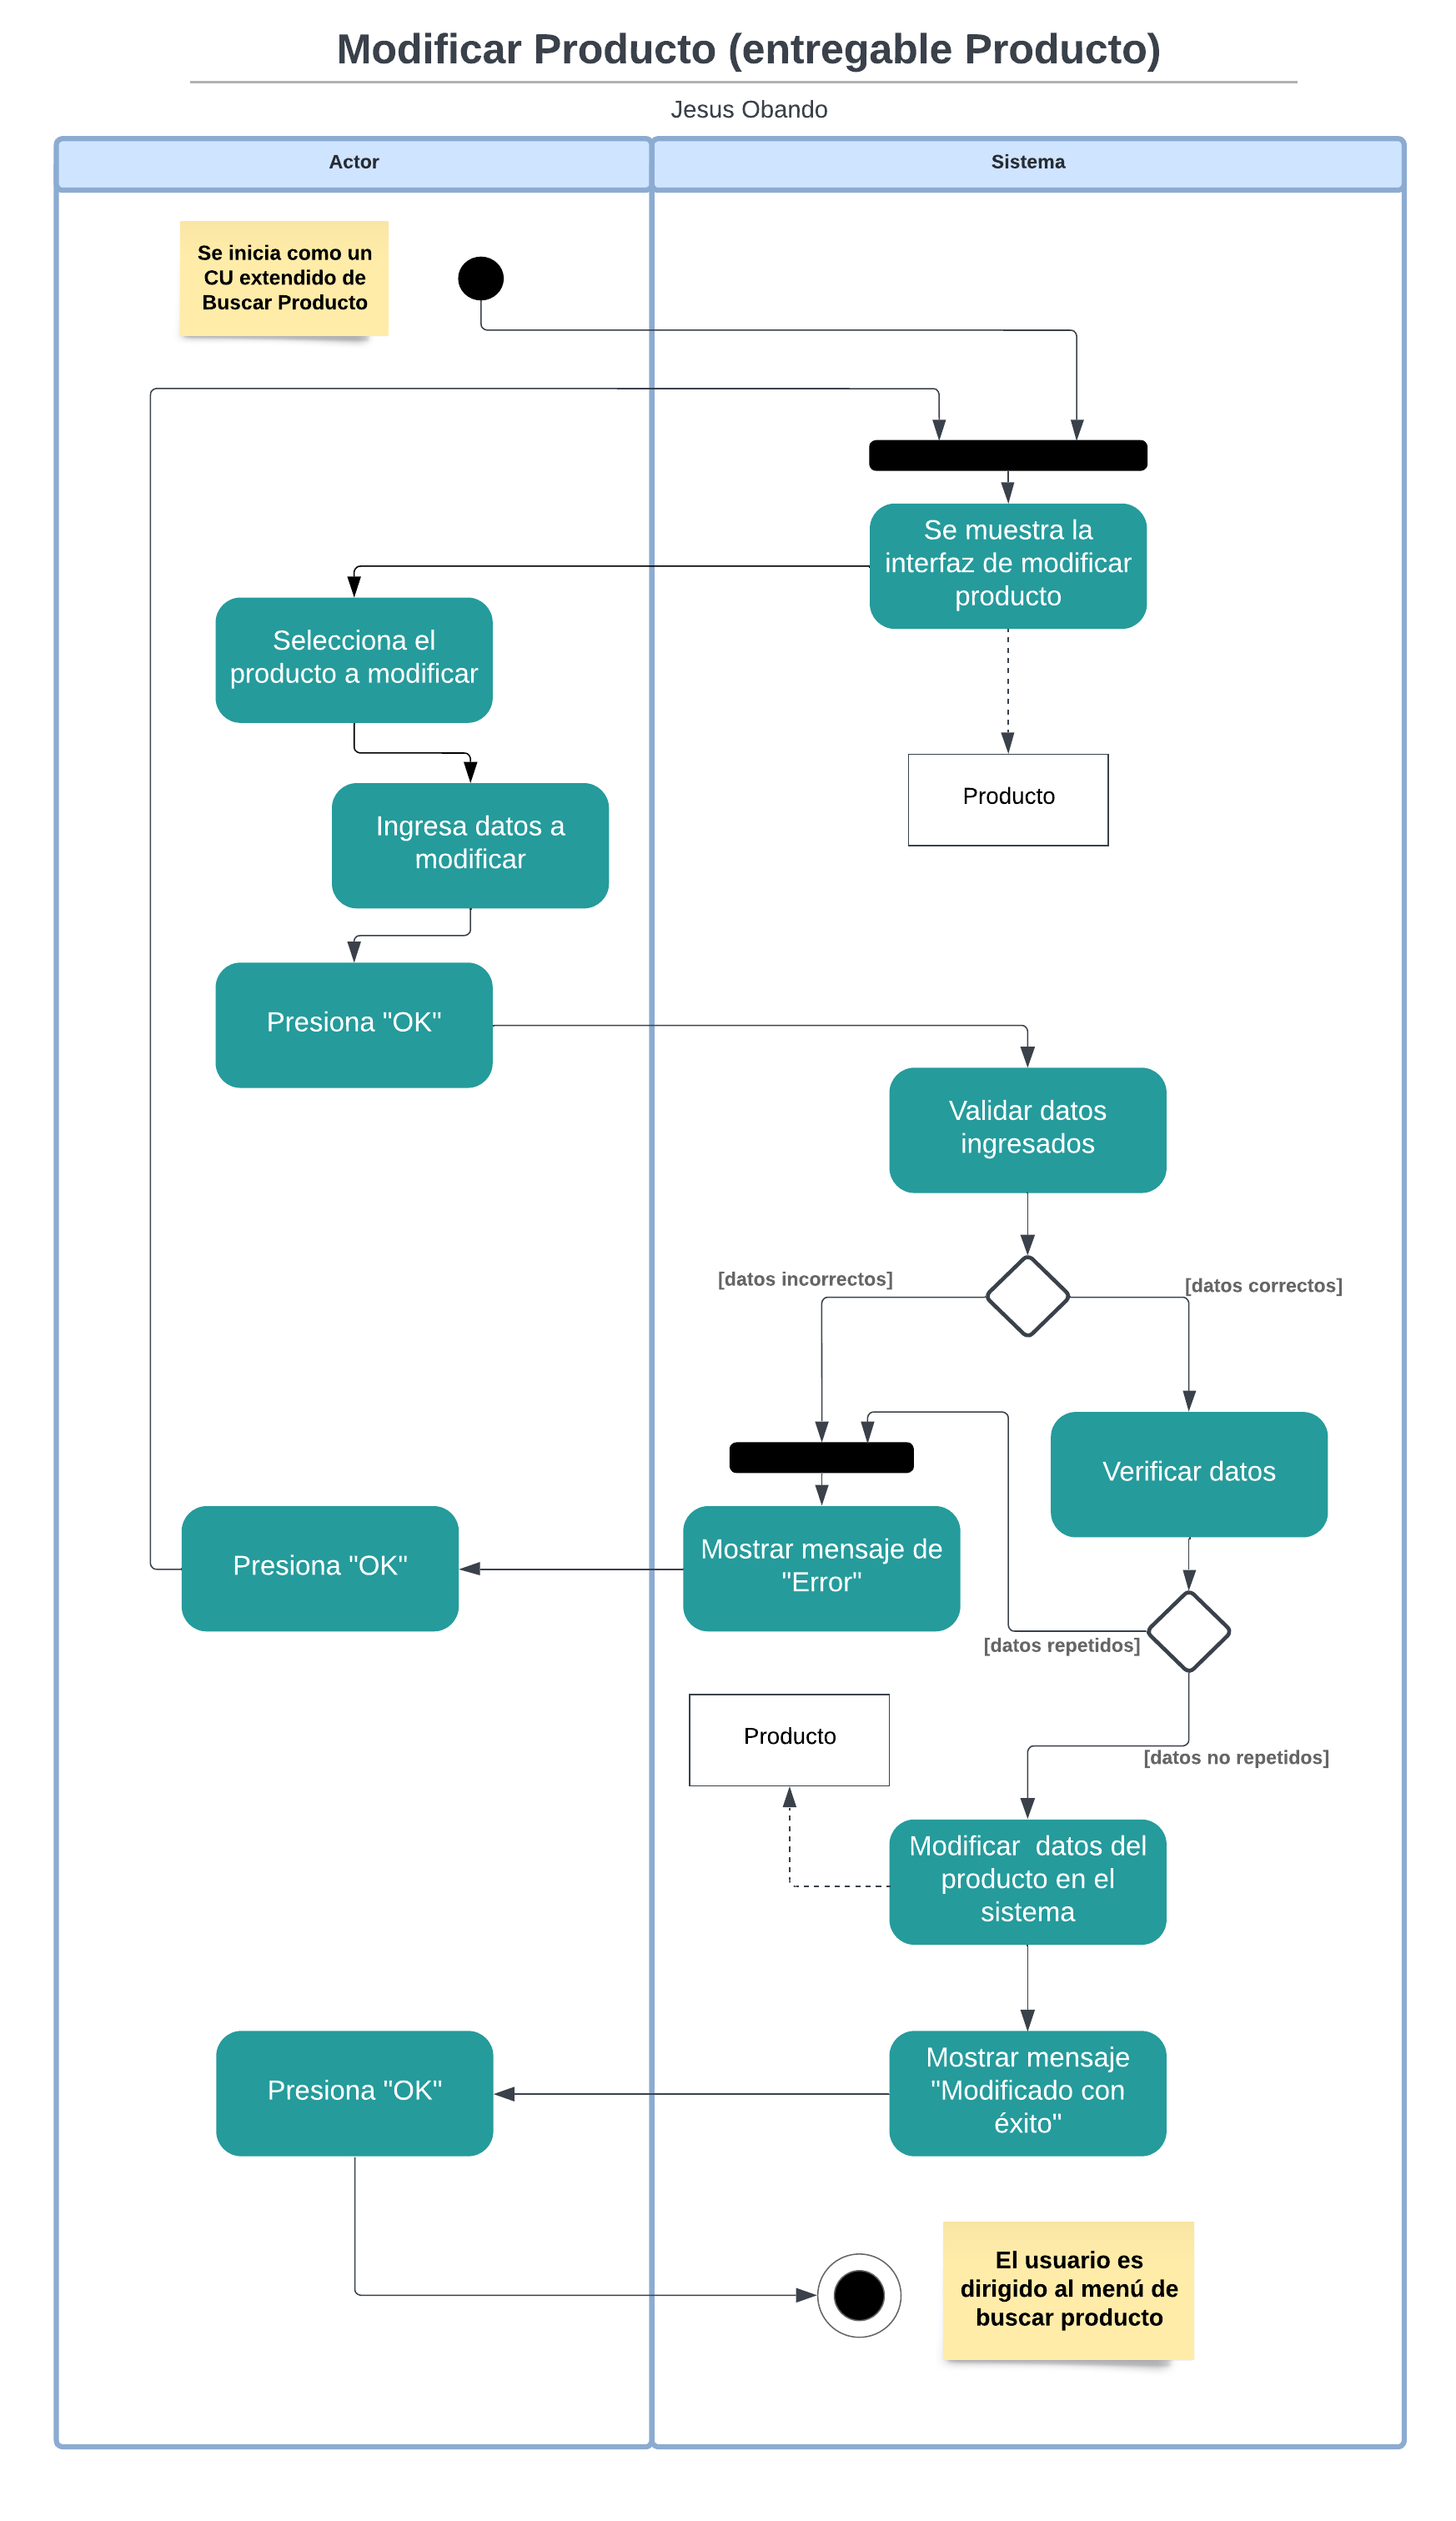 Modificar Producto (entregable Producto)
Jesus Obando
Actor
Sistema
Se inicia como un
CU extendido de
Buscar Producto
Se muestra la
interfaz de modificar
producto
Selecciona el
producto a modificar
Producto
Ingresa datos a
modificar
Presiona "OK"
Validar datos
ingresados
[datos incorrectos]
[datos correctos]
Verificar datos
Mostrar mensaje de
"Error"
Presiona "OK"
[datos repetidos]
Producto
[datos no repetidos]
Modificar  datos del
producto en el
sistema
Mostrar mensaje
"Modificado con
éxito"
Presiona "OK"
El usuario es
dirigido al menú de
buscar producto